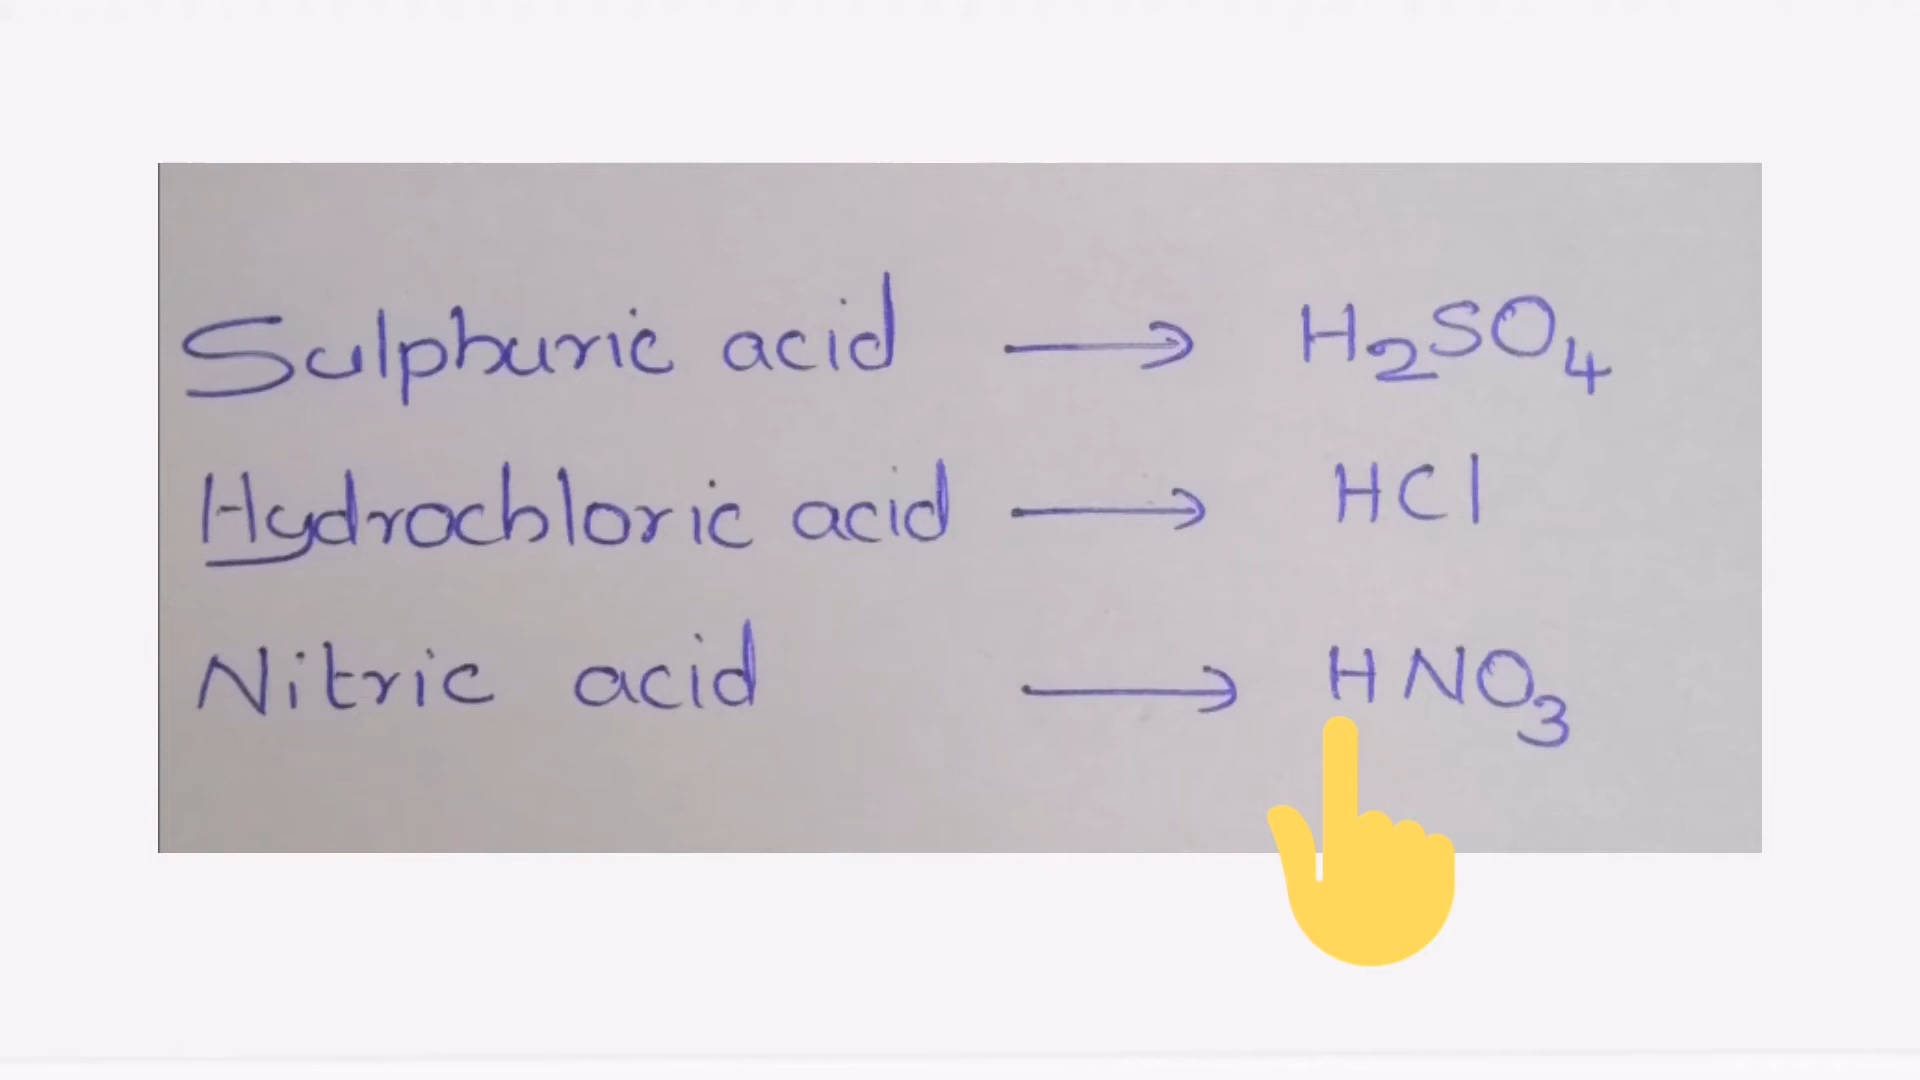 Sulphuric acid → H₂SO₄
Hydrochloric acid → HCl
Nitric acid → HNO₃